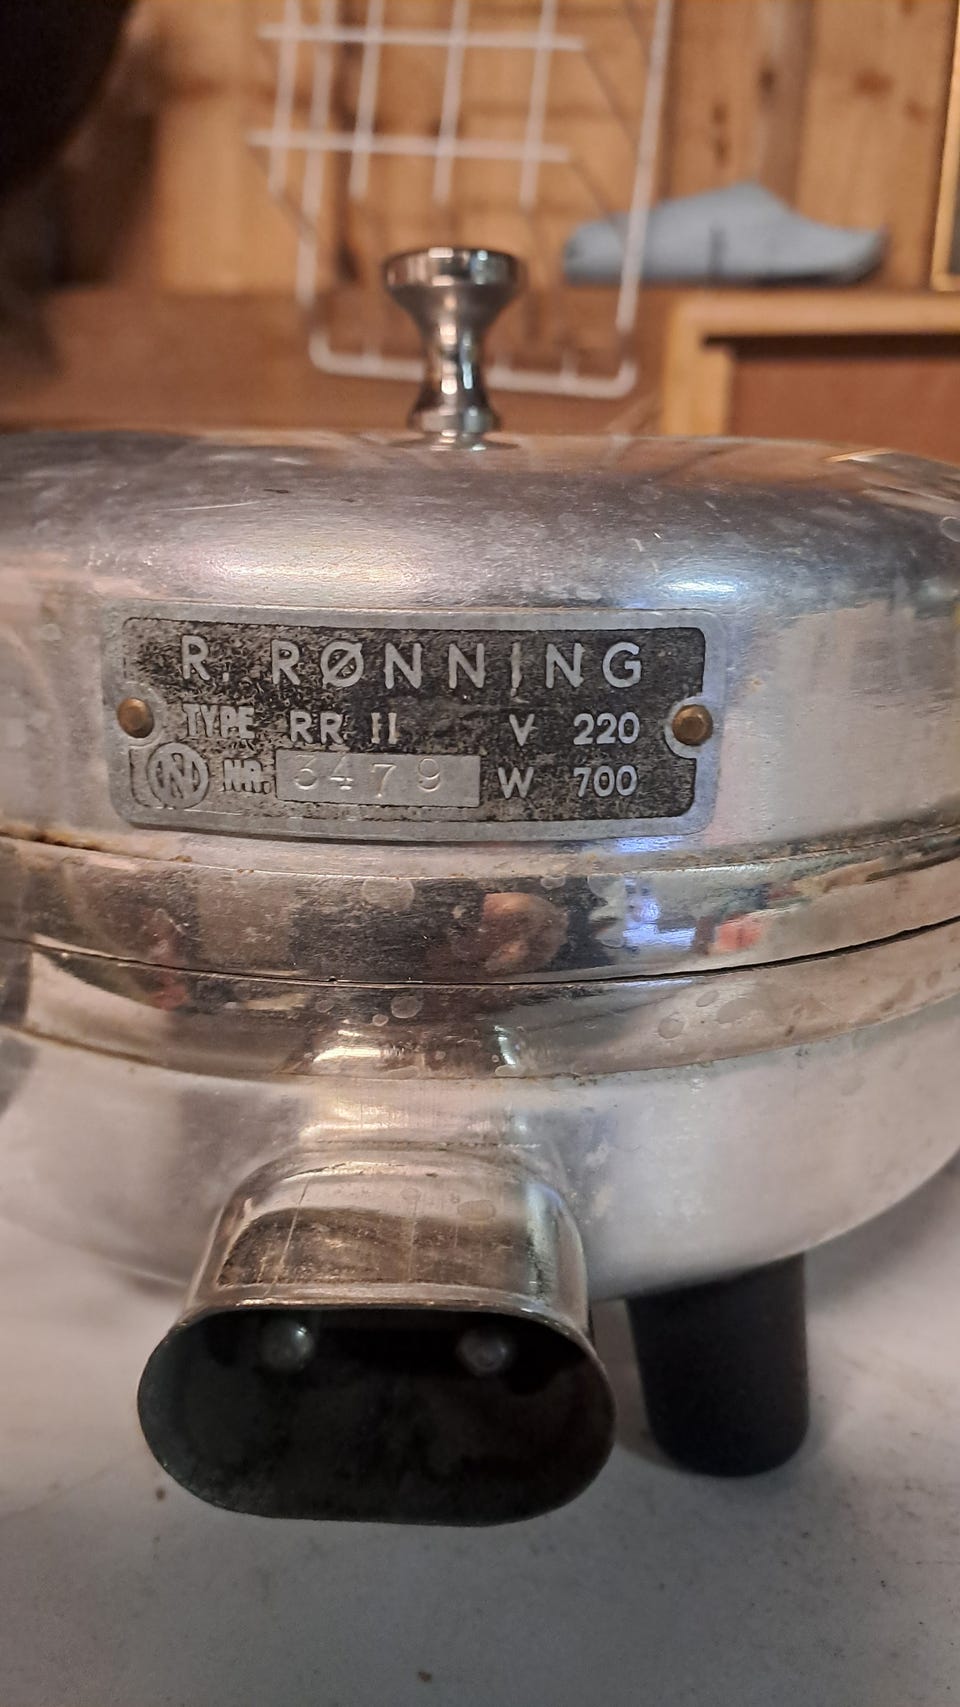 R. RØNNING
TYPE RR II V 220
NR. 3479 W 700